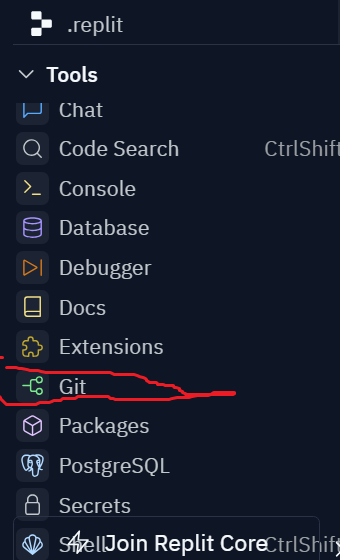 .replit
Tools
Chat
Code Search CtrlShift
Console
Database
Debugger
Docs
Extensions
Git
Packages
PostgreSQL
Secrets
Shell CtrlShift
Join Replit Core